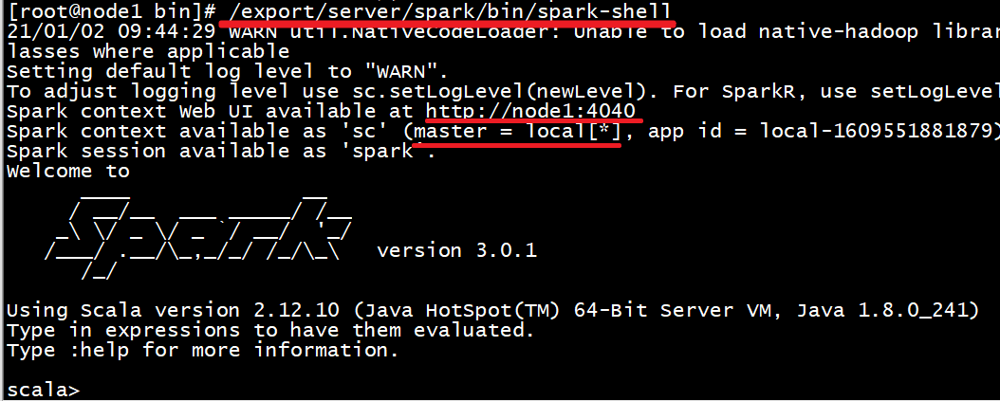 [root@node1 bin]# /export/server/spark/bin/spark-shell
21/01/02 09:44:29 WARN util.NativeCodeLoader: Unable to load native-hadoop librar
lasses where applicable
Setting default log level to "WARN".
To adjust logging level use sc.setLogLevel(newLevel). For SparkR, use setLogLevel
Spark context Web UI available at http://node1:4040
Spark context available as 'sc' (master = local[*], app id = local-1609551881879)
Spark session available as 'spark'.
Welcome to
      ____              __
     / __/__  ___ _____/ /__
    _\ \/ _ \/ _ `/ __/  '_/
   /___/ .__/\_,_/_/ /_/\_\   version 3.0.1
      /_/
Using Scala version 2.12.10 (Java HotSpot(TM) 64-Bit Server VM, Java 1.8.0_241)
Type in expressions to have them evaluated.
Type :help for more information.
scala>